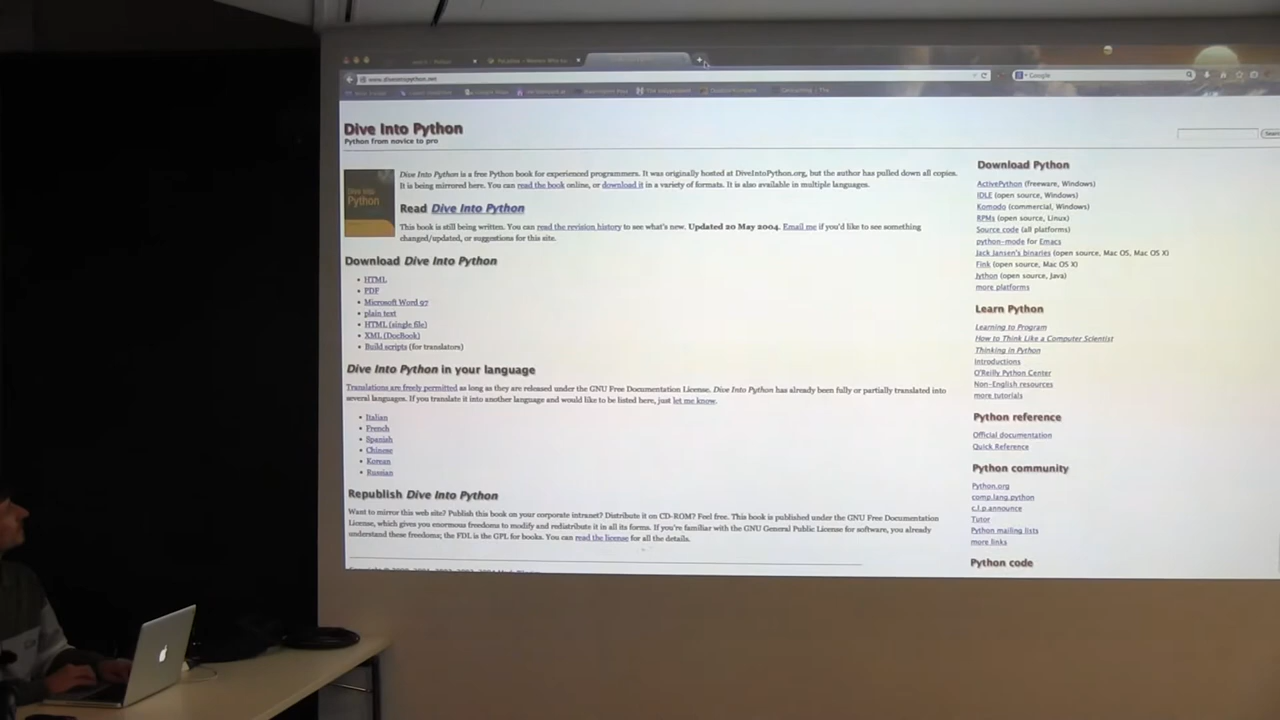 www.diveintopython.net
Google
The Independent
Dive Into Python
Python from novice to pro
Dive Into Python is a free Python book for experienced programmers. It was originally hosted at DiveIntoPython.org, but the author has pulled down all copies.
It is being mirrored here. You can read the book online, or download it in a variety of formats. It is also available in multiple languages.
Dive Into
Python
Read Dive Into Python
This book is still being written. You can read the revision history to see what's new. Updated 20 May 2004. Email me if you'd like to see something
changed/updated, or suggestions for this site.
Download Dive Into Python
• HTML
• PDF
• Microsoft Word 97
• plain text
• HTML (single file)
• XML (DocBook)
• Build scripts (for translators)
Dive Into Python in your language
Translations are freely permitted as long as they are released under the GNU Free Documentation License. Dive Into Python has already been fully or partially translated into
several languages. If you translate it into another language and would like to be listed here, just let me know.
• Italian
• French
• Spanish
• Chinese
• Korean
• Russian
Republish Dive Into Python
Want to mirror this web site? Publish this book on your corporate intranet? Distribute it on CD-ROM? Feel free. This book is published under the GNU Free Documentation
License, which gives you enormous freedoms to modify and redistribute it in all its forms. If you're familiar with the GNU General Public License for software, you already
understand these freedoms; the FDL is the GPL for books. You can read the license for all the details.
Download Python
ActivePython (freeware, Windows)
IDLE (open source, Windows)
Komodo (commercial, Windows)
RPMs (open source, Linux)
Source code (all platforms)
python-mode for Emacs
Jack Jansen's binaries (open source, Mac OS, Mac OS X)
Fink (open source, Mac OS X)
Jython (open source, Java)
more platforms
Learn Python
Learning to Program
How to Think Like a Computer Scientist
Thinking in Python
Introductions
O'Reilly Python Center
Non-English resources
more tutorials
Python reference
Official documentation
Quick Reference
Python community
Python.org
comp.lang.python
c.l.p.announce
Tutor
Python mailing lists
more links
Python code